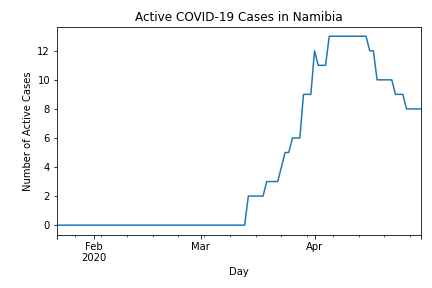 Active COVID-19 Cases in Namibia
12
10
8
6
4
2
0
Number of Active Cases
Feb
2020
Mar
Apr
Day